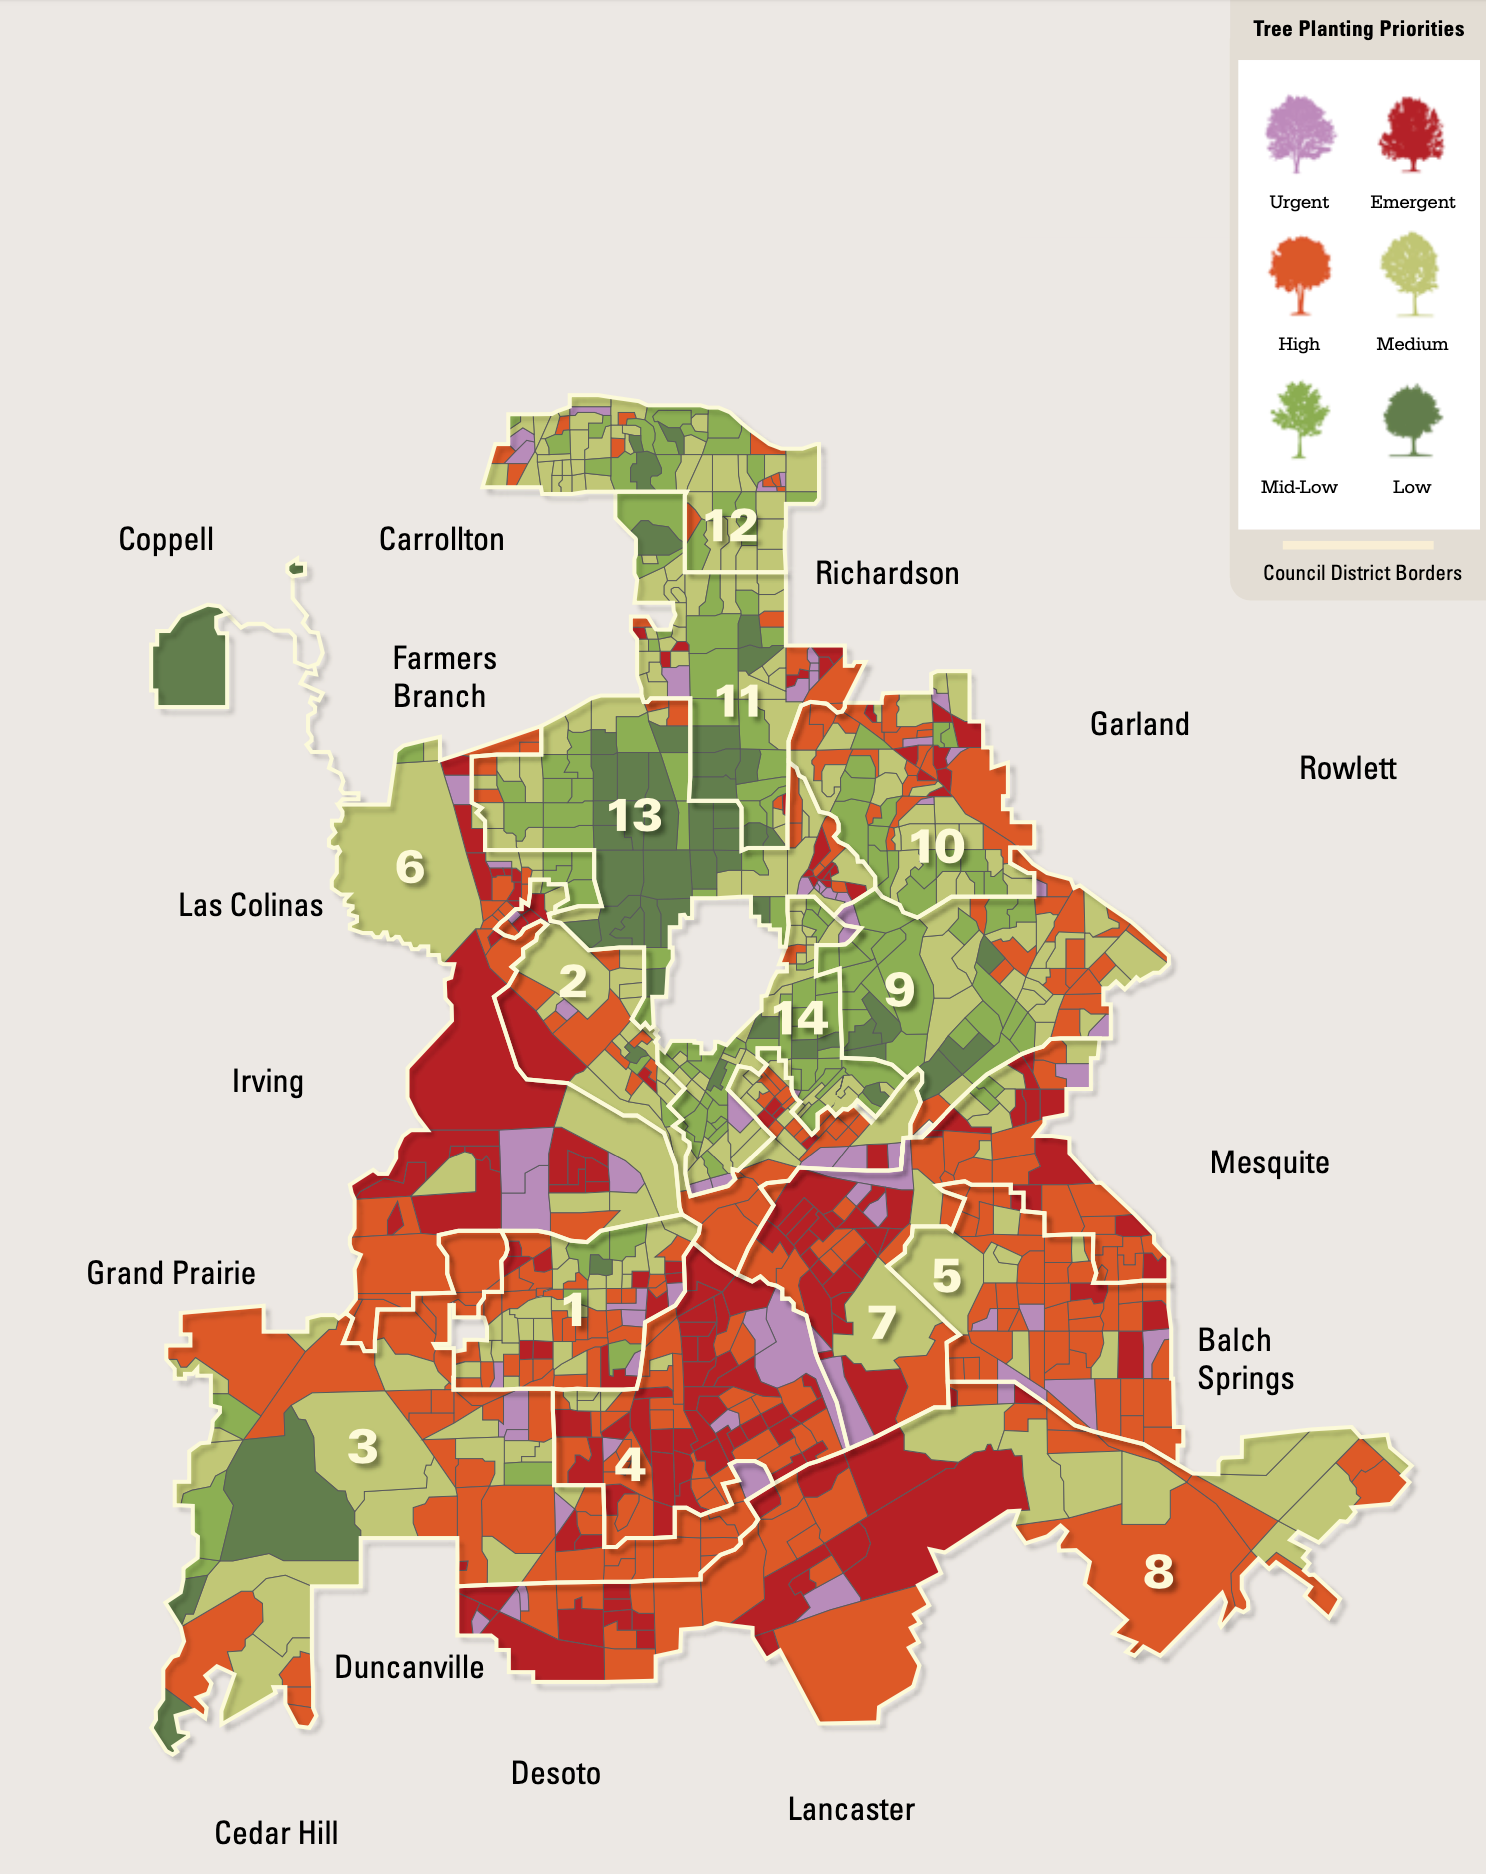 Tree Planting Priorities
Urgent
Emergent
High
Medium
Mid-Low
Low
Council District Borders
Coppell
Carrollton
12
Richardson
Farmers
Branch
11
Garland
Rowlett
13
10
6
Las Colinas
2
9
14
Irving
Mesquite
Grand Prairie
5
1
7
Balch
Springs
3
4
8
Duncanville
Desoto
Lancaster
Cedar Hill